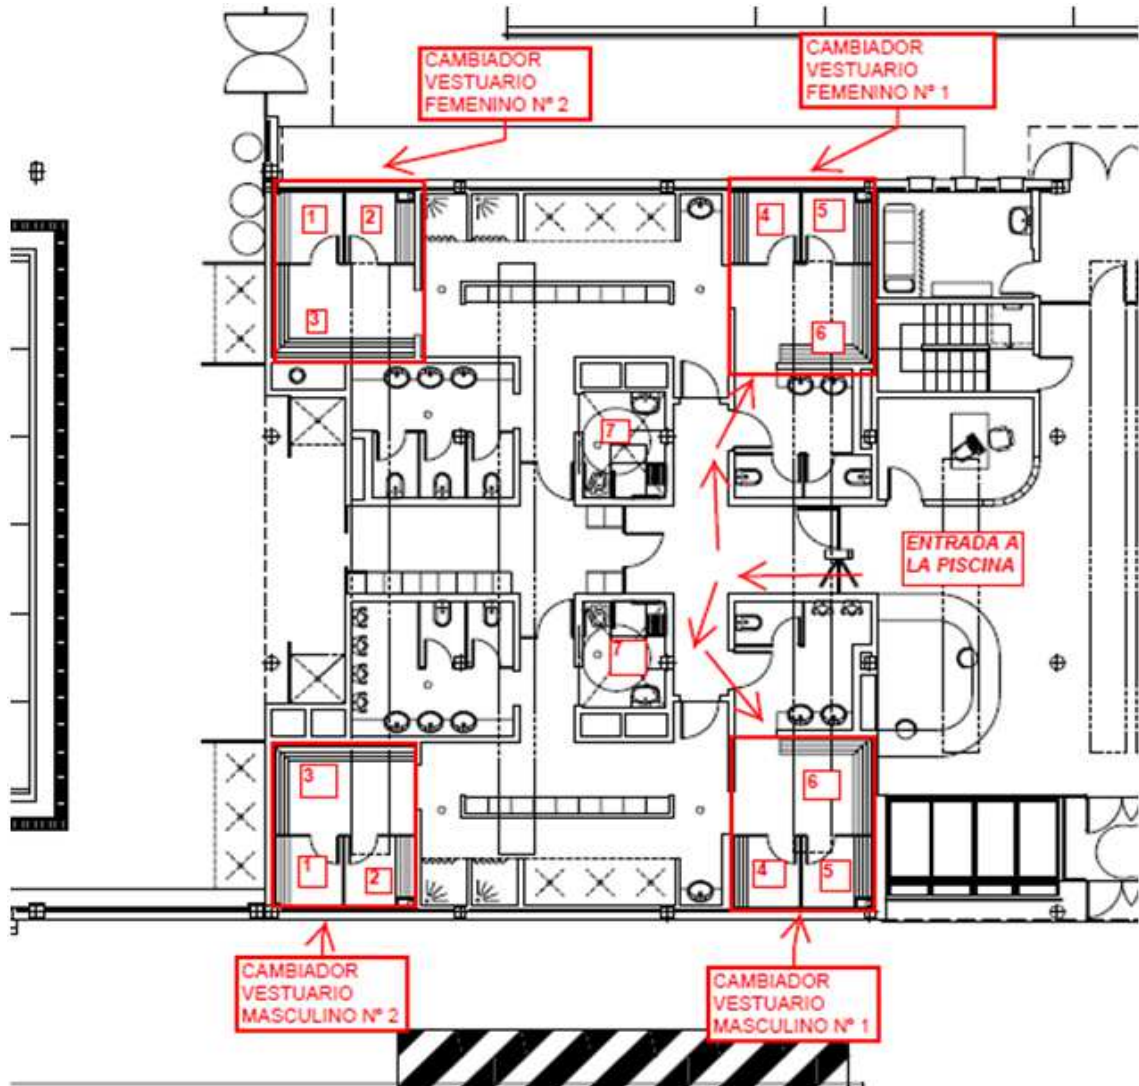 CAMBIADOR
VESTUARIO
FEMENINO Nº 2
CAMBIADOR
VESTUARIO
FEMENINO Nº 1
1
2
3
4
5
6
7
ENTRADA A
LA PISCINA
7
3
1
2
6
4
5
CAMBIADOR
VESTUARIO
MASCULINO Nº 2
CAMBIADOR
VESTUARIO
MASCULINO Nº 1